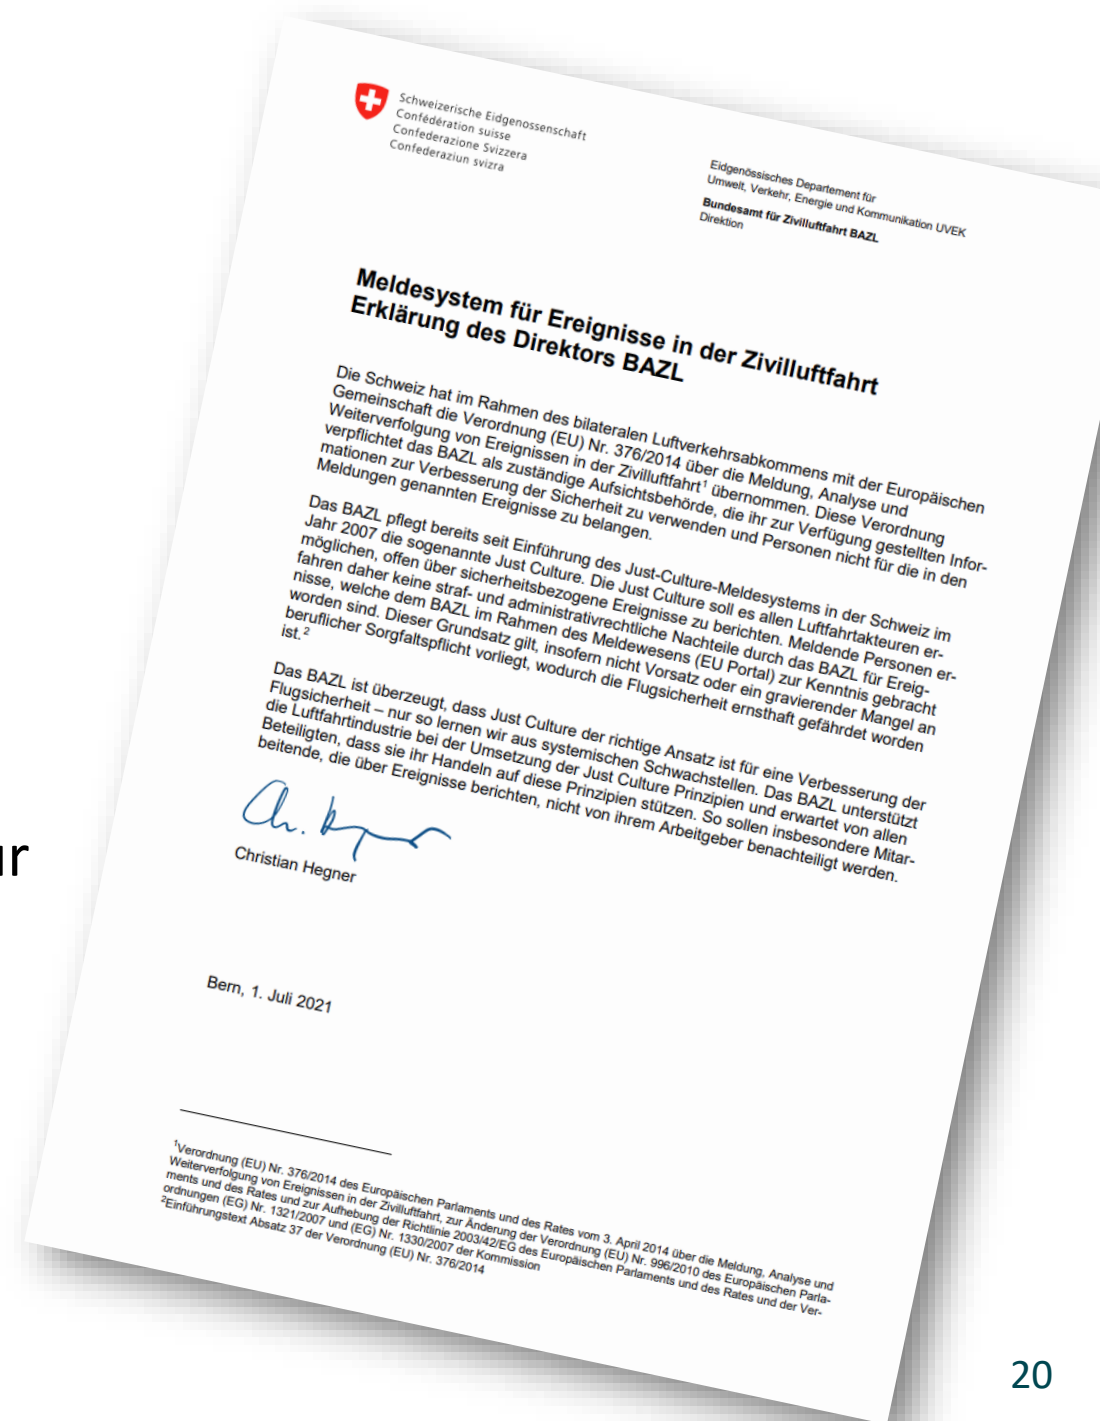 Schweizerische Eidgenossenschaft
Confédération suisse
Confederazione Svizzera
Confederaziun svizra
Eidgenössisches Departement für
Umwelt, Verkehr, Energie und Kommunikation UVEK
Bundesamt für Zivilluftfahrt BAZL
Direktion
Meldesystem für Ereignisse in der Zivilluftfahrt
Erklärung des Direktors BAZL
Die Schweiz hat im Rahmen des bilateralen Luftverkehrsabkommens mit der Europäischen
Gemeinschaft die Verordnung (EU) Nr. 376/2014 über die Meldung, Analyse und
Weiterverfolgung von Ereignissen in der Zivilluftfahrt¹ übernommen. Diese Verordnung
verpflichtet das BAZL als zuständige Aufsichtsbehörde, die ihr zur Verfügung gestellten Infor-
mationen zur Verbesserung der Sicherheit zu verwenden und Personen nicht für die in den
Meldungen genannten Ereignisse zu belangen.
Das BAZL pflegt bereits seit Einführung des Just-Culture-Meldesystems in der Schweiz im
Jahr 2007 die sogenannte Just Culture. Die Just Culture soll es allen Luftfahrtakteuren er-
möglichen, offen über sicherheitsbezogene Ereignisse zu berichten. Meldende Personen er-
fahren daher keine straf- und administrativrechtliche Nachteile durch das BAZL für Ereig-
nisse, welche dem BAZL im Rahmen des Meldewesens (EU Portal) zur Kenntnis gebracht
worden sind. Dieser Grundsatz gilt, insofern nicht Vorsatz oder ein gravierender Mangel an
beruflicher Sorgfaltspflicht vorliegt, wodurch die Flugsicherheit ernsthaft gefährdet worden
ist.²
Das BAZL ist überzeugt, dass Just Culture der richtige Ansatz ist für eine Verbesserung der
Flugsicherheit – nur so lernen wir aus systemischen Schwachstellen. Das BAZL unterstützt
die Luftfahrtindustrie bei der Umsetzung der Just Culture Prinzipien und erwartet von allen
Beteiligten, dass sie ihr Handeln auf diese Prinzipien stützen. So sollen insbesondere Mitar-
beitende, die über Ereignisse berichten, nicht von ihrem Arbeitgeber benachteiligt werden.
Christian Hegner
Bern, 1. Juli 2021
¹Verordnung (EU) Nr. 376/2014 des Europäischen Parlaments und des Rates vom 3. April 2014 über die Meldung, Analyse und
Weiterverfolgung von Ereignissen in der Zivilluftfahrt, zur Änderung der Verordnung (EU) Nr. 996/2010 des Europäischen Parla-
ments und des Rates und zur Aufhebung der Richtlinie 2003/42/EG des Europäischen Parlaments und des Rates und der Ver-
ordnungen (EG) Nr. 1321/2007 und (EG) Nr. 1330/2007 der Kommission
²Einführungstext Absatz 37 der Verordnung (EU) Nr. 376/2014
20